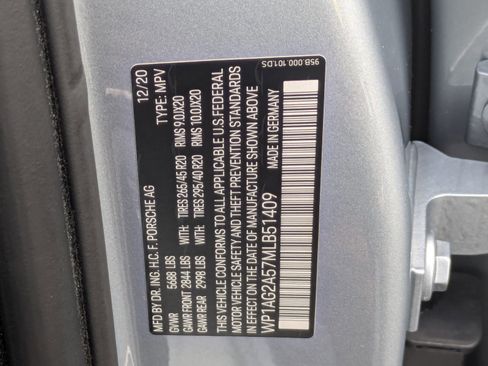 95B.000.101.DS
MFD BY DR. ING. H.C. F. PORSCHE AG 12/20
GVWR 5688 LBS TYPE: MPV
GAWR FRONT 2844 LBS WITH: TIRES 265/45 R20 RIMS 9.0JX20
GAWR REAR 2998 LBS WITH: TIRES 295/40 R20 RIMS 10.0JX20
THIS VEHICLE CONFORMS TO ALL APPLICABLE U.S. FEDERAL
MOTOR VEHICLE SAFETY AND THEFT PREVENTION STANDARDS
IN EFFECT ON THE DATE OF MANUFACTURE SHOWN ABOVE
WP1AG2A57MLB51409 MADE IN GERMANY